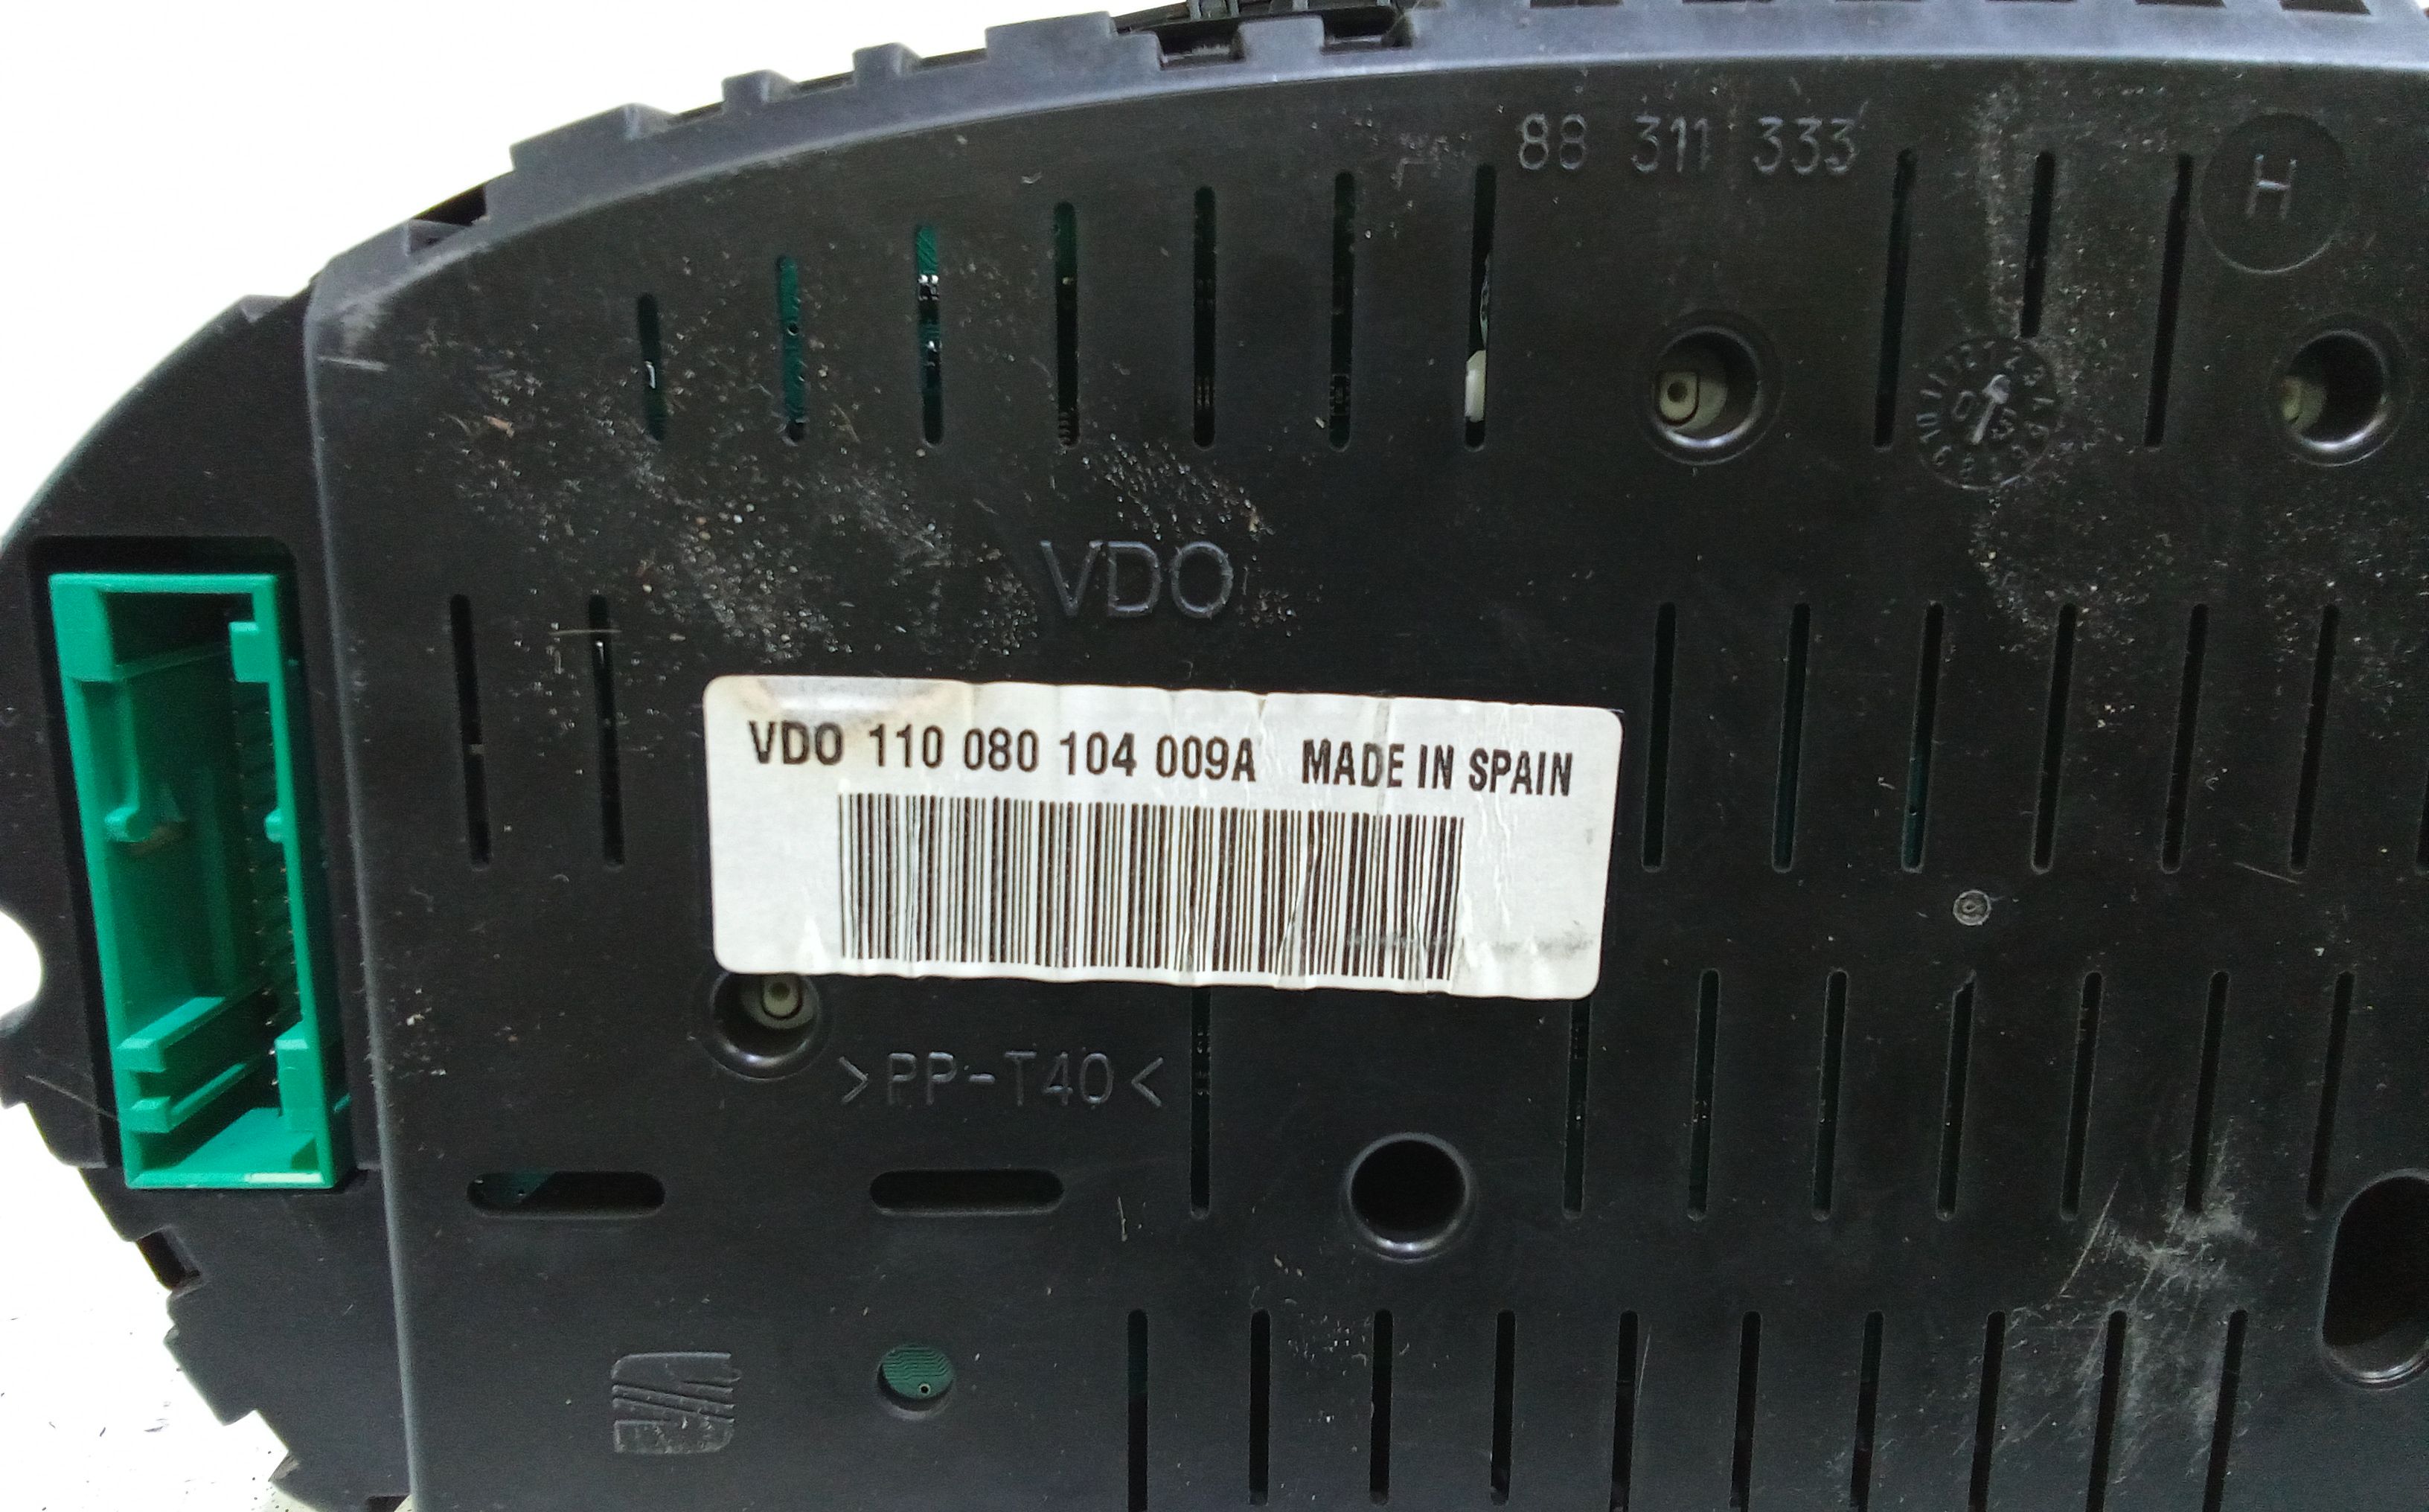 88 311 333
H
VDO
VDO 110 080 104 009A MADE IN SPAIN
>PP-T40<